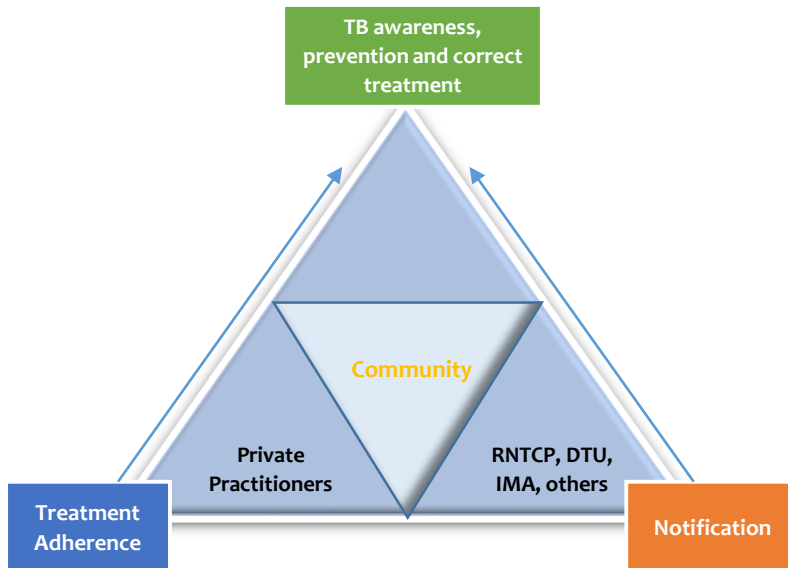 TB awareness,
prevention and correct
treatment
Community
Private
Practitioners
RNTCP, DTU,
IMA, others
Treatment
Adherence
Notification